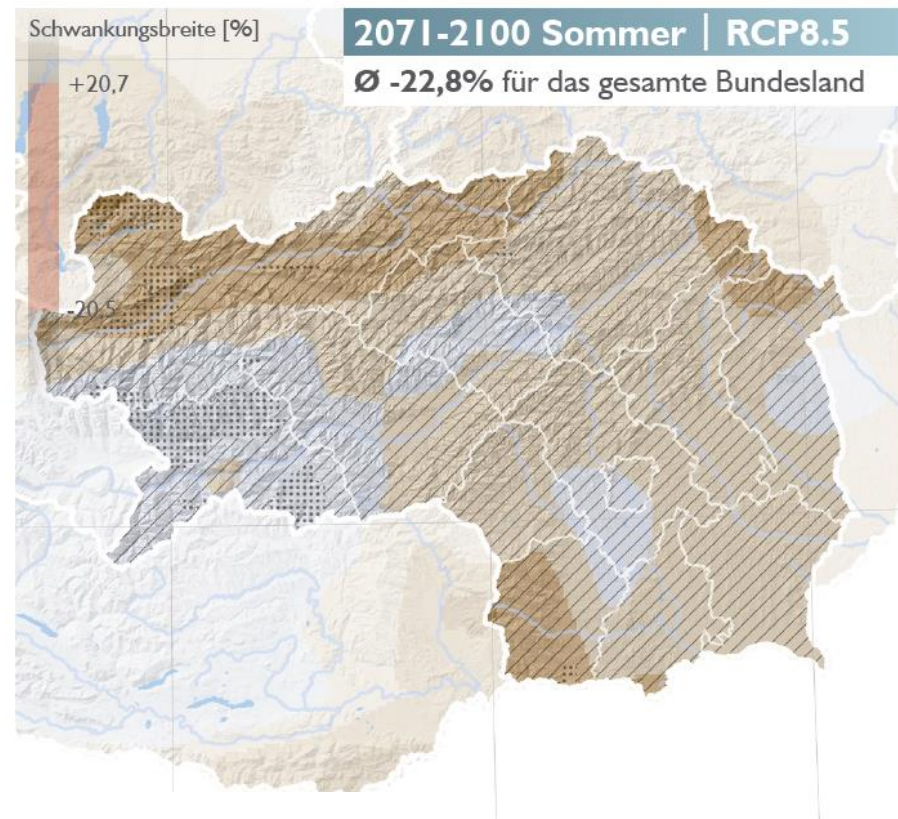 Schwankungsbreite [%]
+20,7
-20,5
2071-2100 Sommer | RCP8.5
Ø -22,8% für das gesamte Bundesland